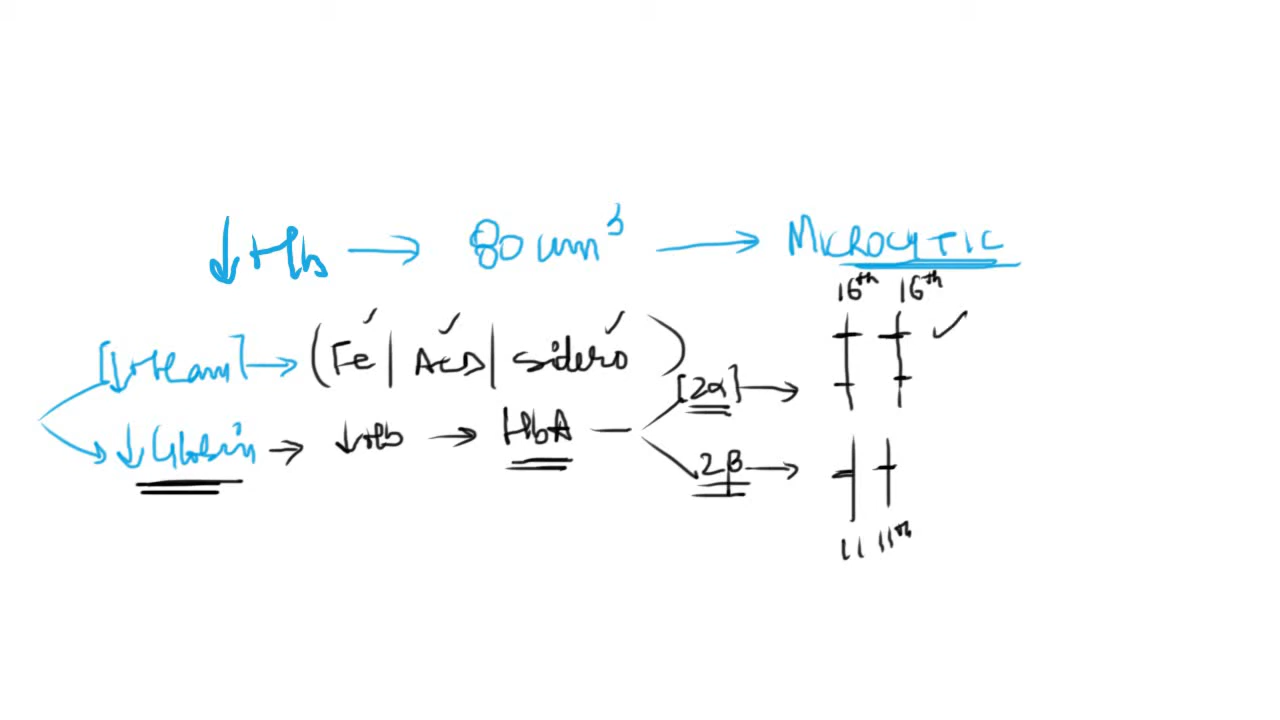 ↓Hb → 80 um³ → MICROCYTIC
16th 16th
[↓Heam] → (Fe | ACD | sidero)
[2α] →
↓Globin → ↓Hb → HbA
2β →
11 11th